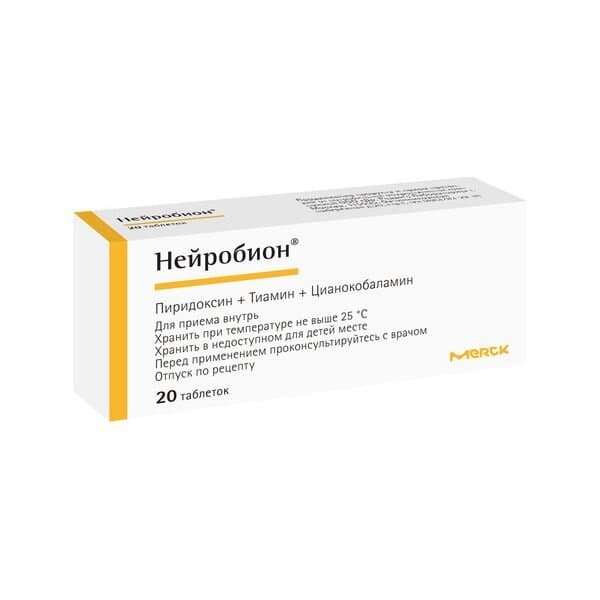 Нейробион®
20 таблеток
Нейробион®
Пиридоксин + Тиамин + Цианокобаламин
Для приема внутрь
Хранить при температуре не выше 25 °C
Хранить в недоступном для детей месте
Перед применением проконсультируйтесь с врачом
Отпуск по рецепту
20 таблеток
MERCK